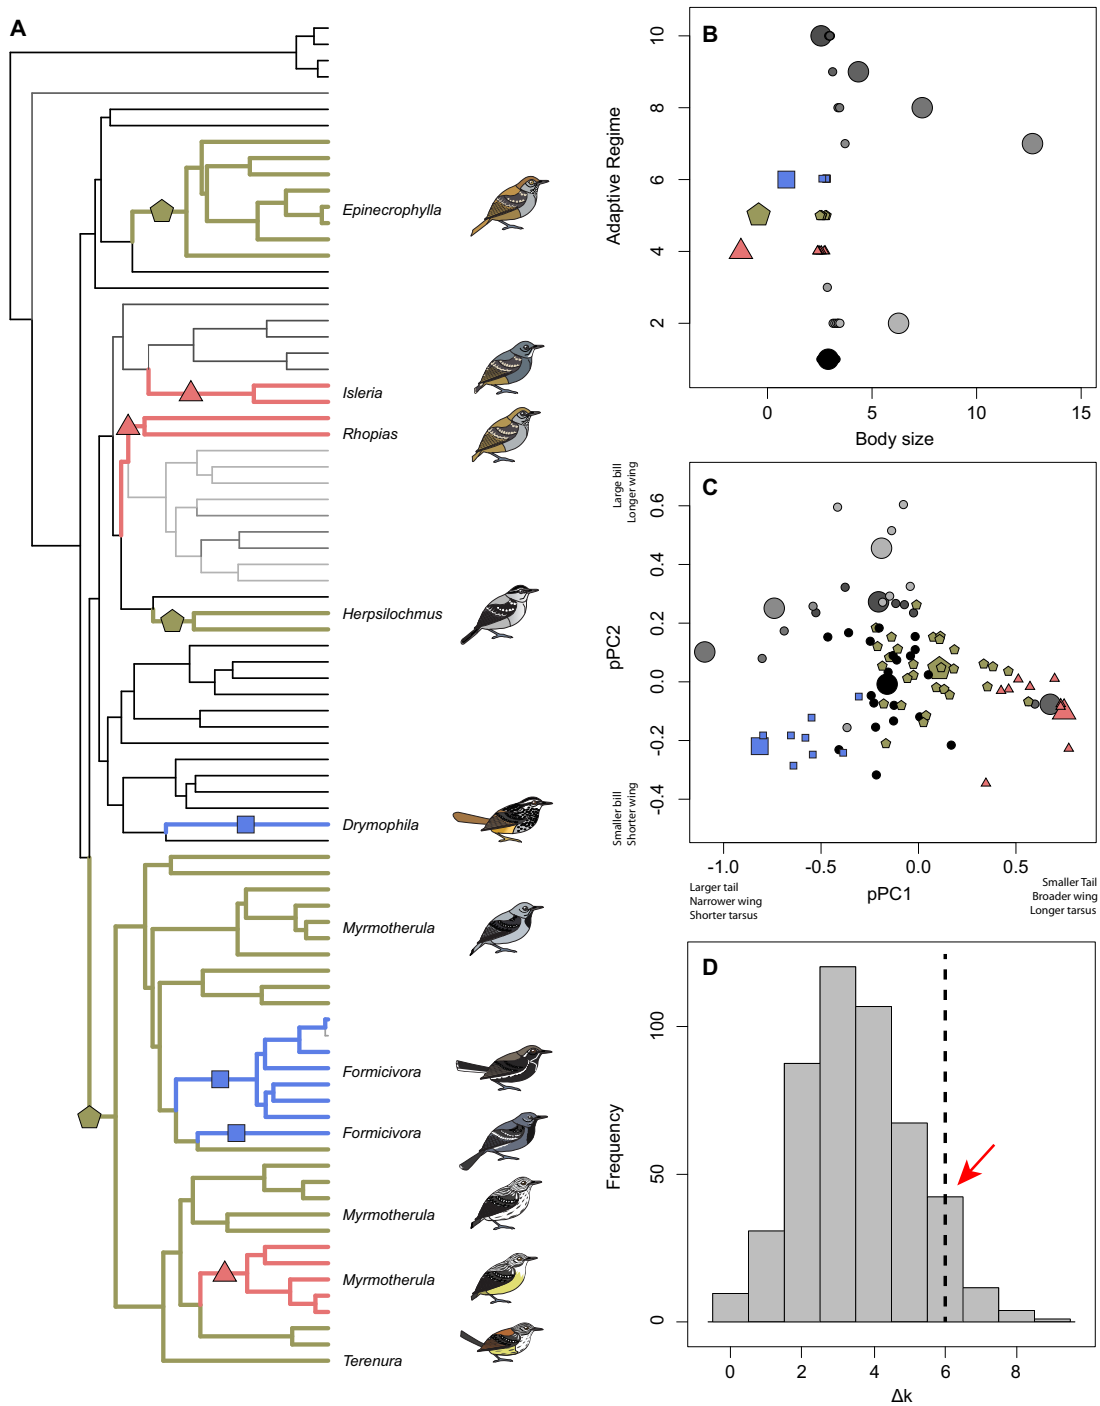 A
Epinecrophylla
Isleria
Rhopias
Herpsilochmus
Drymophila
Myrmotherula
Formicivora
Formicivora
Myrmotherula
Myrmotherula
Terenura
B
Adaptive Regime
10
8
6
4
2
0
5
10
15
Body size
C
Large bill
Longer wing
Smaller bill
Shorter wing
pPC2
0.6
0.4
0.2
0.0
-0.2
-0.4
-1.0
-0.5
0.0
0.5
pPC1
Larger tail
Narrower wing
Shorter tarsus
Smaller Tail
Broader wing
Longer tarsus
D
Frequency
100
50
0
0
2
4
6
8
Δk